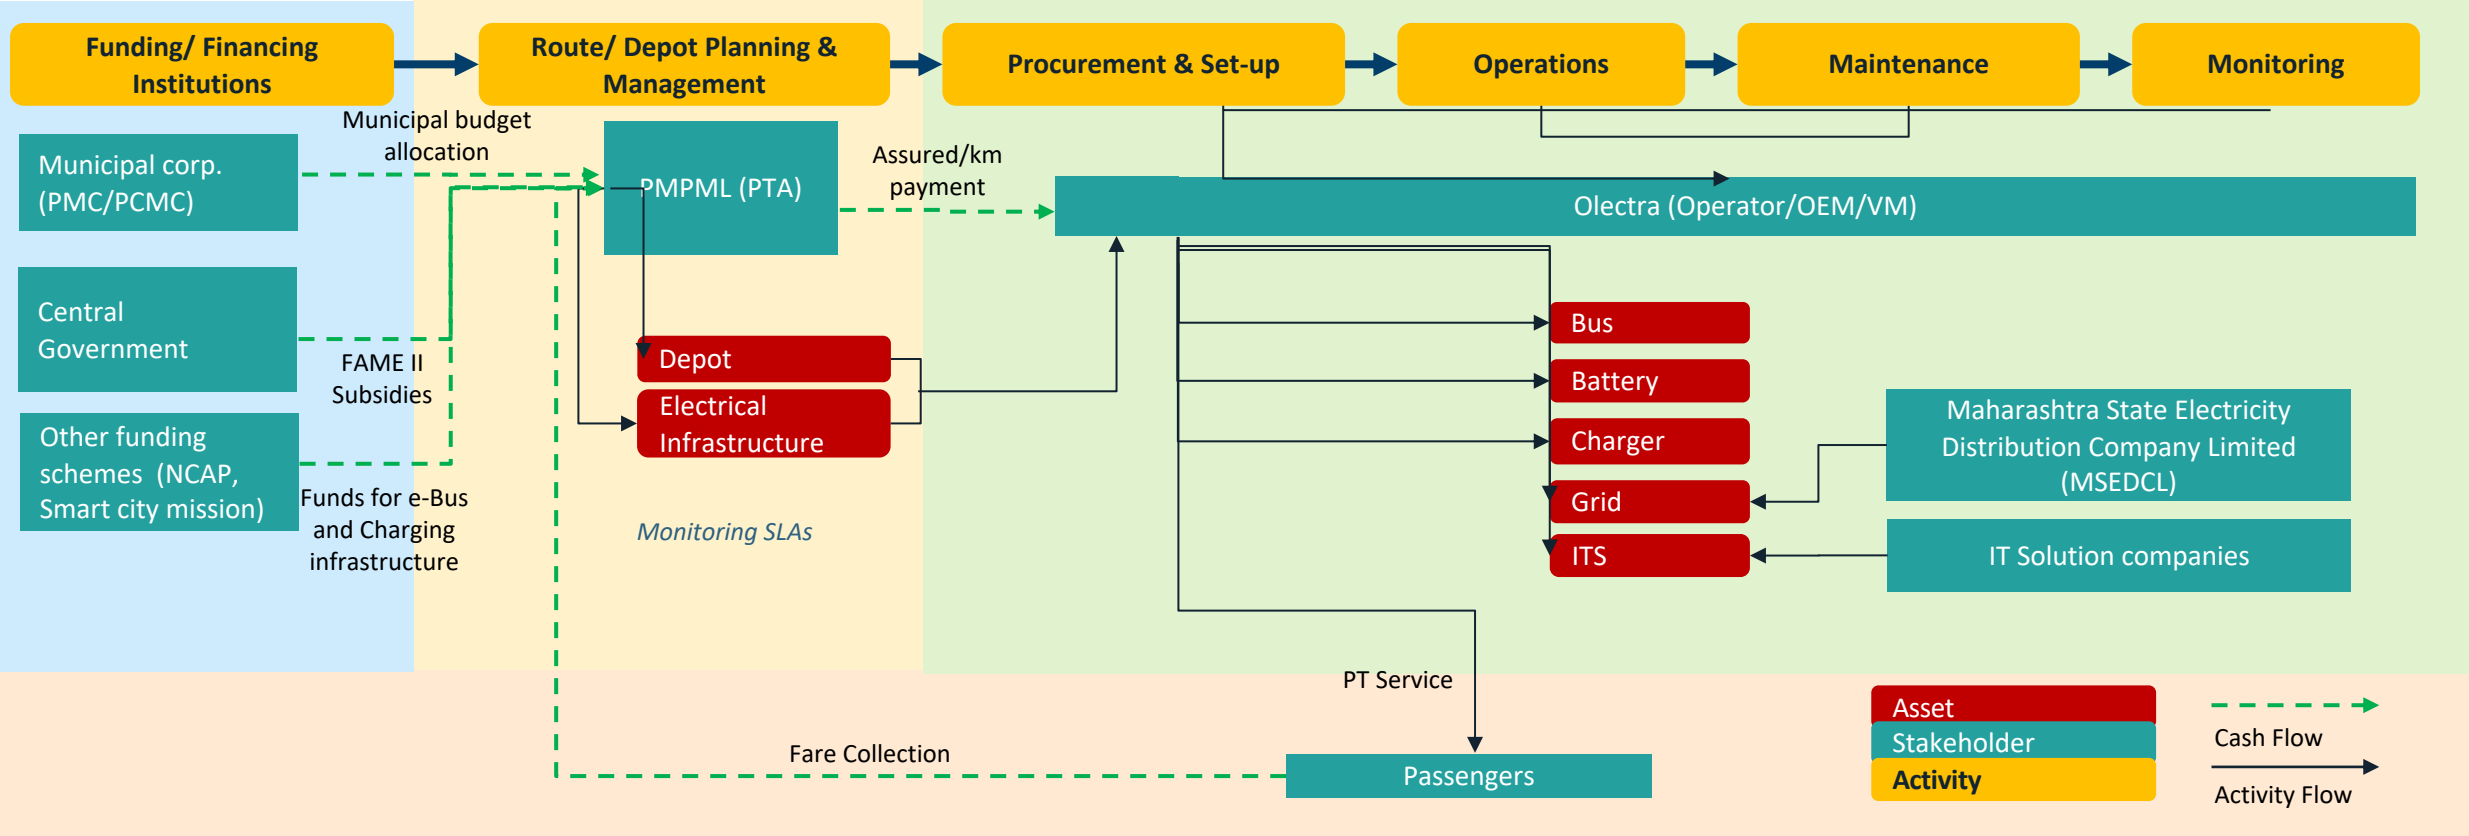 Funding/ Financing
Institutions
Route/ Depot Planning &
Management
Procurement & Set-up
Operations
Maintenance
Monitoring
Municipal budget
allocation
Municipal corp.
(PMC/PCMC)
PMPML (PTA)
Assured/km
payment
Olectra (Operator/OEM/VM)
Central
Government
FAME II
Subsidies
Depot
Electrical
Infrastructure
Other funding
schemes  (NCAP,
Smart city mission)
Funds for e-Bus
and Charging
infrastructure
Monitoring SLAs
Bus
Battery
Charger
Grid
ITS
Maharashtra State Electricity
Distribution Company Limited
(MSEDCL)
IT Solution companies
PT Service
Fare Collection
Passengers
Asset
Stakeholder
Activity
Cash Flow
Activity Flow